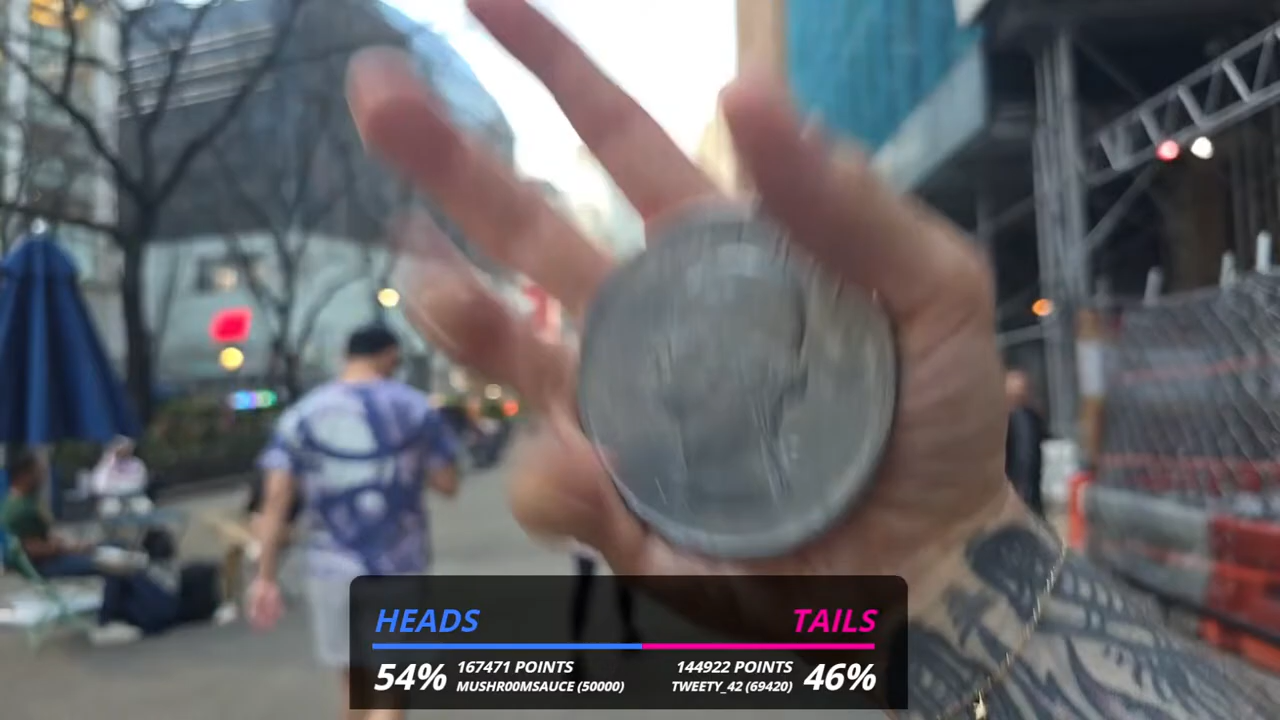 HEADS
TAILS
54%
167471 POINTS
MUSHR00MSAUCE (50000)
144922 POINTS
TWEETY_42 (69420)
46%